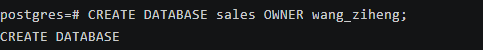 postgres=# CREATE DATABASE sales OWNER wang_ziheng;
CREATE DATABASE